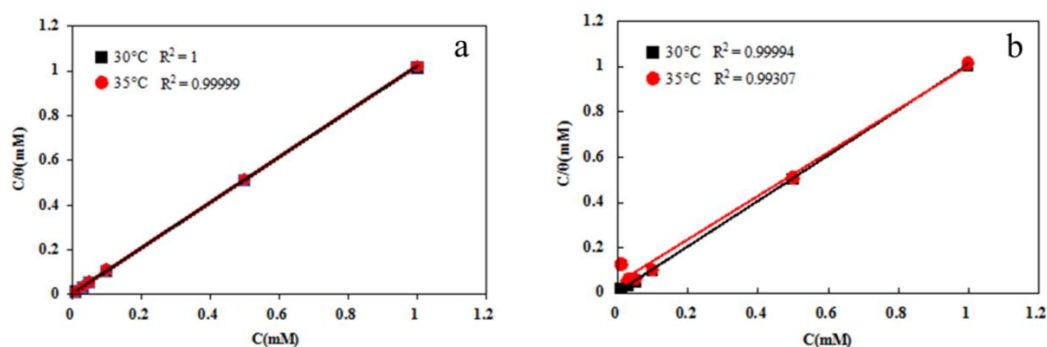 a
30°C R² = 1
35°C R² = 0.99999
C/θ(mM)
1.2
1
0.8
0.6
0.4
0.2
0
0 0.2 0.4 0.6 0.8 1 1.2
C(mM)
b
30°C R² = 0.99994
35°C R² = 0.99307
C/θ(mM)
1.2
1
0.8
0.6
0.4
0.2
0
0 0.2 0.4 0.6 0.8 1 1.2
C(mM)